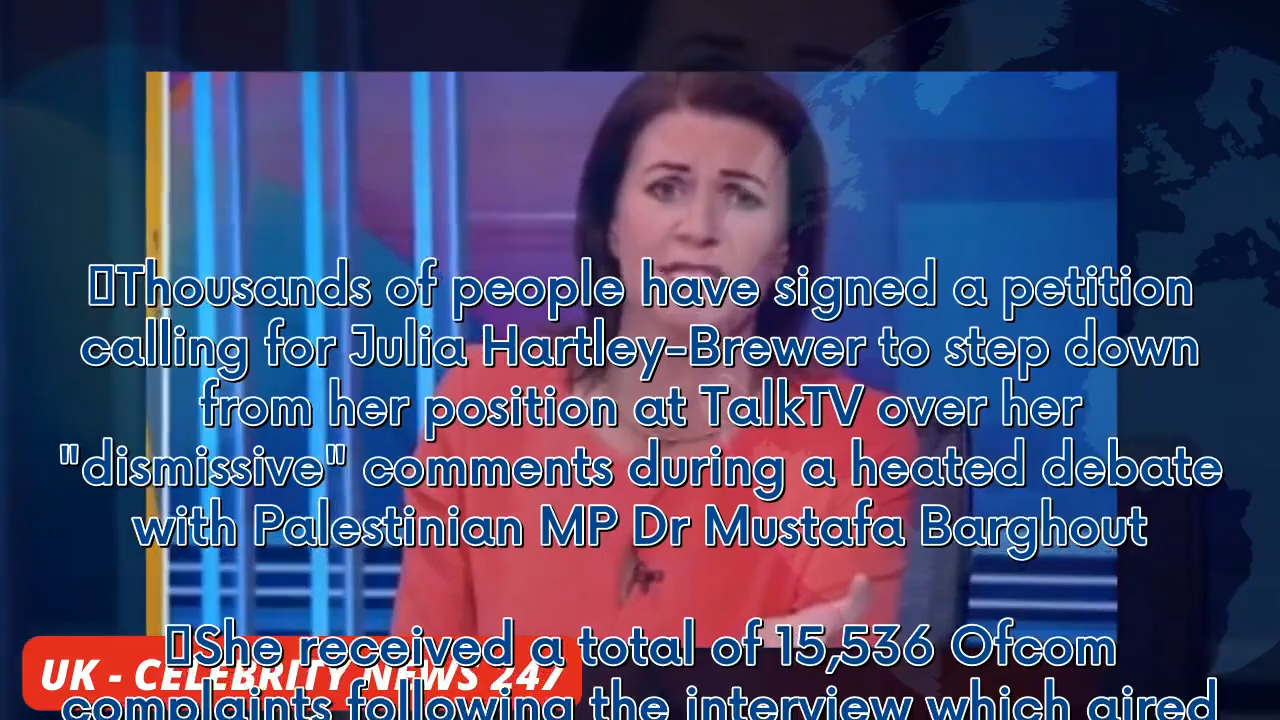 ▯Thousands of people have signed a petition
calling for Julia Hartley-Brewer to step down
from her position at TalkTV over her
"dismissive" comments during a heated debate
with Palestinian MP Dr Mustafa Barghout
▯She received a total of 15,536 Ofcom
UK - CELEBRITY NEWS 247
complaints following the interview which aired